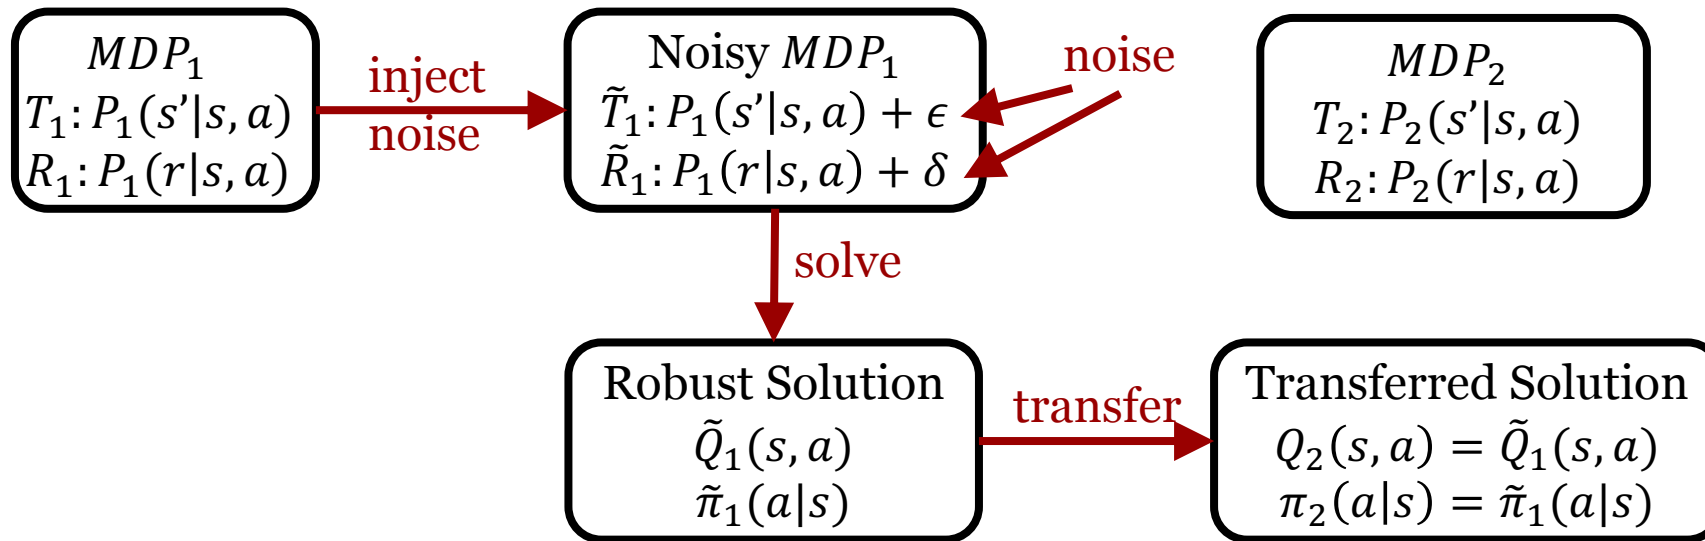 MDP₁
T₁: P₁(s'|s, a)
R₁: P₁(r|s, a)
inject
noise
Noisy MDP₁
T̃₁: P₁(s'|s, a) + ϵ
R̃₁: P₁(r|s, a) + δ
noise
MDP₂
T₂: P₂(s'|s, a)
R₂: P₂(r|s, a)
solve
Robust Solution
Q̃₁(s, a)
π̃₁(a|s)
transfer
Transferred Solution
Q₂(s, a) = Q̃₁(s, a)
π₂(a|s) = π̃₁(a|s)